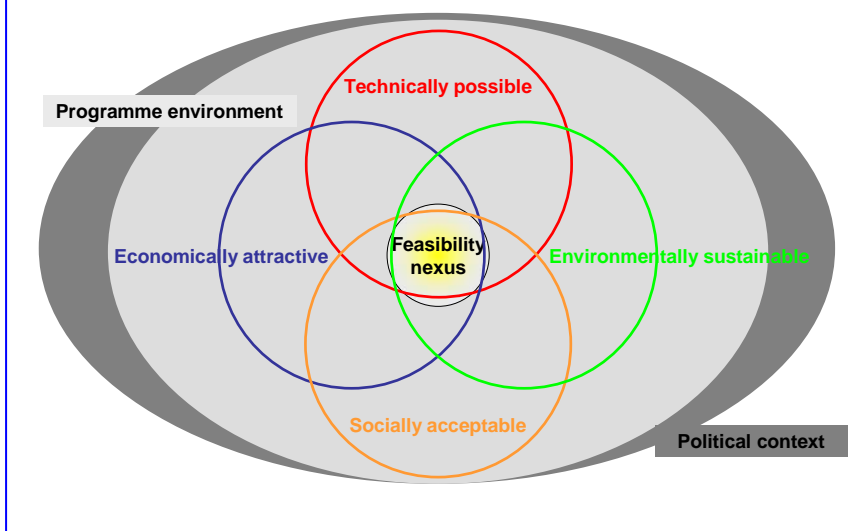 Technically possible
Programme environment
Economically attractive
Feasibility
nexus
Environmentally sustainable
Socially acceptable
Political context